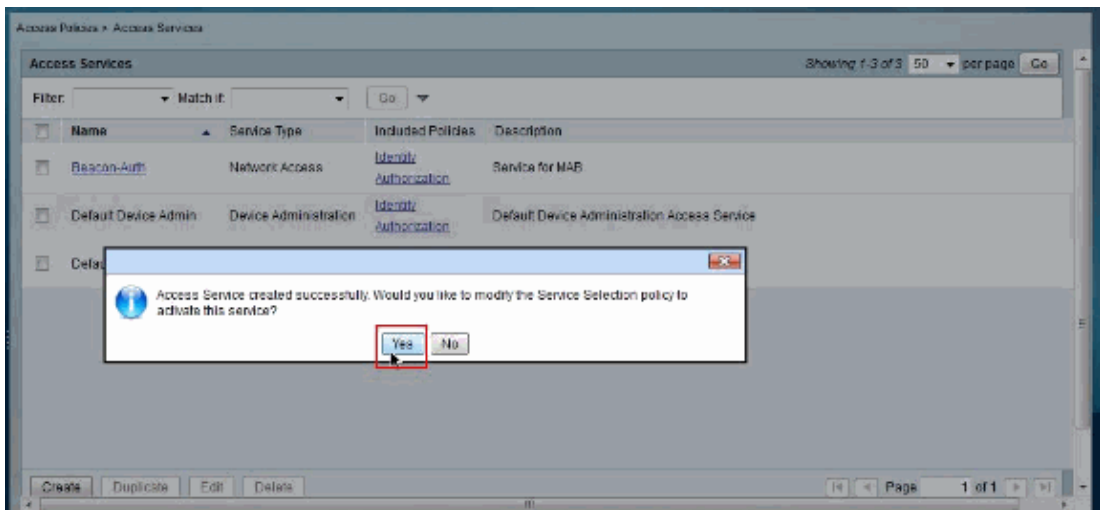 Access Policies > Access Services
Access Services
Showing 1-3 of 3 50 per page Go
Filter: Match if: Go
Name Service Type Included Policies Description
Beacon-Auth Network Access Identity Authorization Service for MAB
Default Device Admin Device Administration Identity Authorization Default Device Administration Access Service
Defau
Access Service created successfully. Would you like to modify the Service Selection policy to
activate this service?
Yes No
Create Duplicate Edit Delete
Page 1 of 1